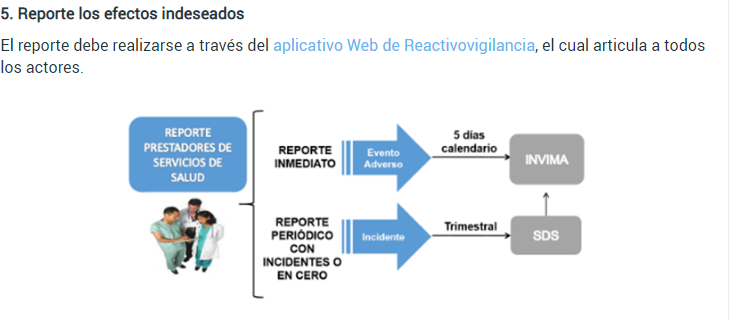 5. Reporte los efectos indeseados
El reporte debe realizarse a través del aplicativo Web de Reactivovigilancia, el cual articula a todos
los actores.
REPORTE
PRESTADORES DE
SERVICIOS DE
SALUD
REPORTE
INMEDIATO
Evento
Adverso
5 días
calendario
INVIMA
REPORTE
PERIÓDICO
CON
INCIDENTES O
EN CERO
Incidente
Trimestral
SDS